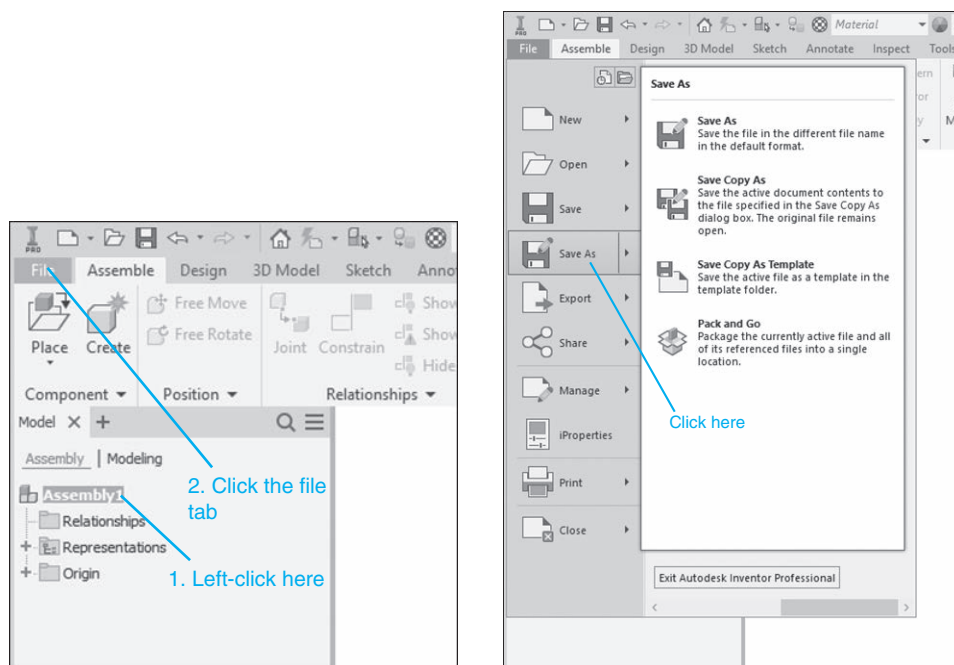 PRO
File Assemble Design 3D Model Sketch Anno
Place Create
Free Move
Free Rotate
Joint Constrain
Show
Show
Hide
Component Position Relationships
Model
Assembly | Modeling
Assembly1
Relationships
Representations
Origin
2. Click the file
tab
1. Left-click here
PRO
Material
File Assemble Design 3D Model Sketch Annotate Inspect Tools
New
Open
Save
Save As
Export
Share
Manage
iProperties
Print
Close
Save As
Save As
Save the file in the different file name
in the default format.
Save Copy As
Save the active document contents to
the file specified in the Save Copy As
dialog box. The original file remains
open.
Save Copy As Template
Save the active file as a template in the
template folder.
Pack and Go
Package the currently active file and all
of its referenced files into a single
location.
Click here
Exit Autodesk Inventor Professional
ern
or
y
M